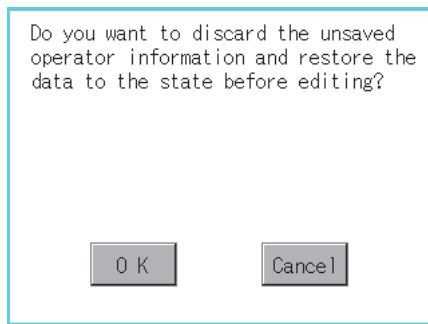 Do you want to discard the unsaved
operator information and restore the
data to the state before editing?
OK
Cancel